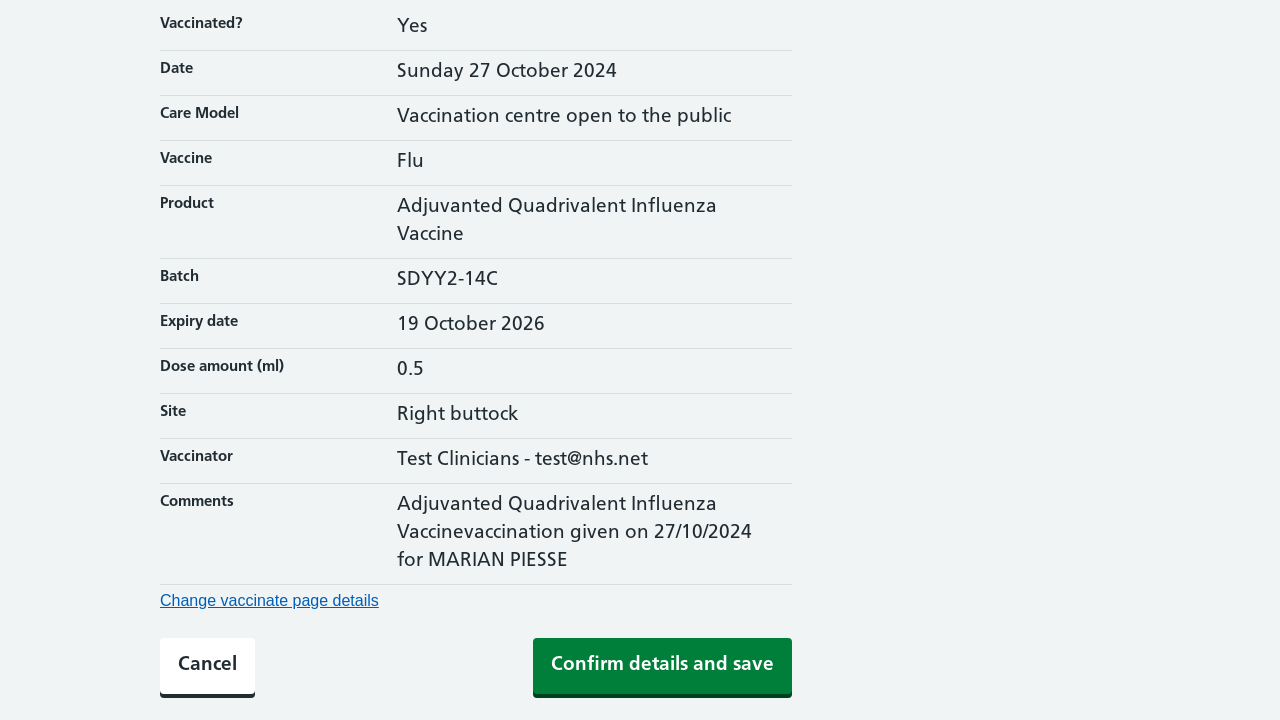 Vaccinated? Yes
Date Sunday 27 October 2024
Care Model Vaccination centre open to the public
Vaccine Flu
Product Adjuvanted Quadrivalent Influenza
Vaccine
Batch SDYY2-14C
Expiry date 19 October 2026
Dose amount (ml) 0.5
Site Right buttock
Vaccinator Test Clinicians - test@nhs.net
Comments Adjuvanted Quadrivalent Influenza
Vaccinevaccination given on 27/10/2024
for MARIAN PIESSE
Change vaccinate page details
Cancel Confirm details and save